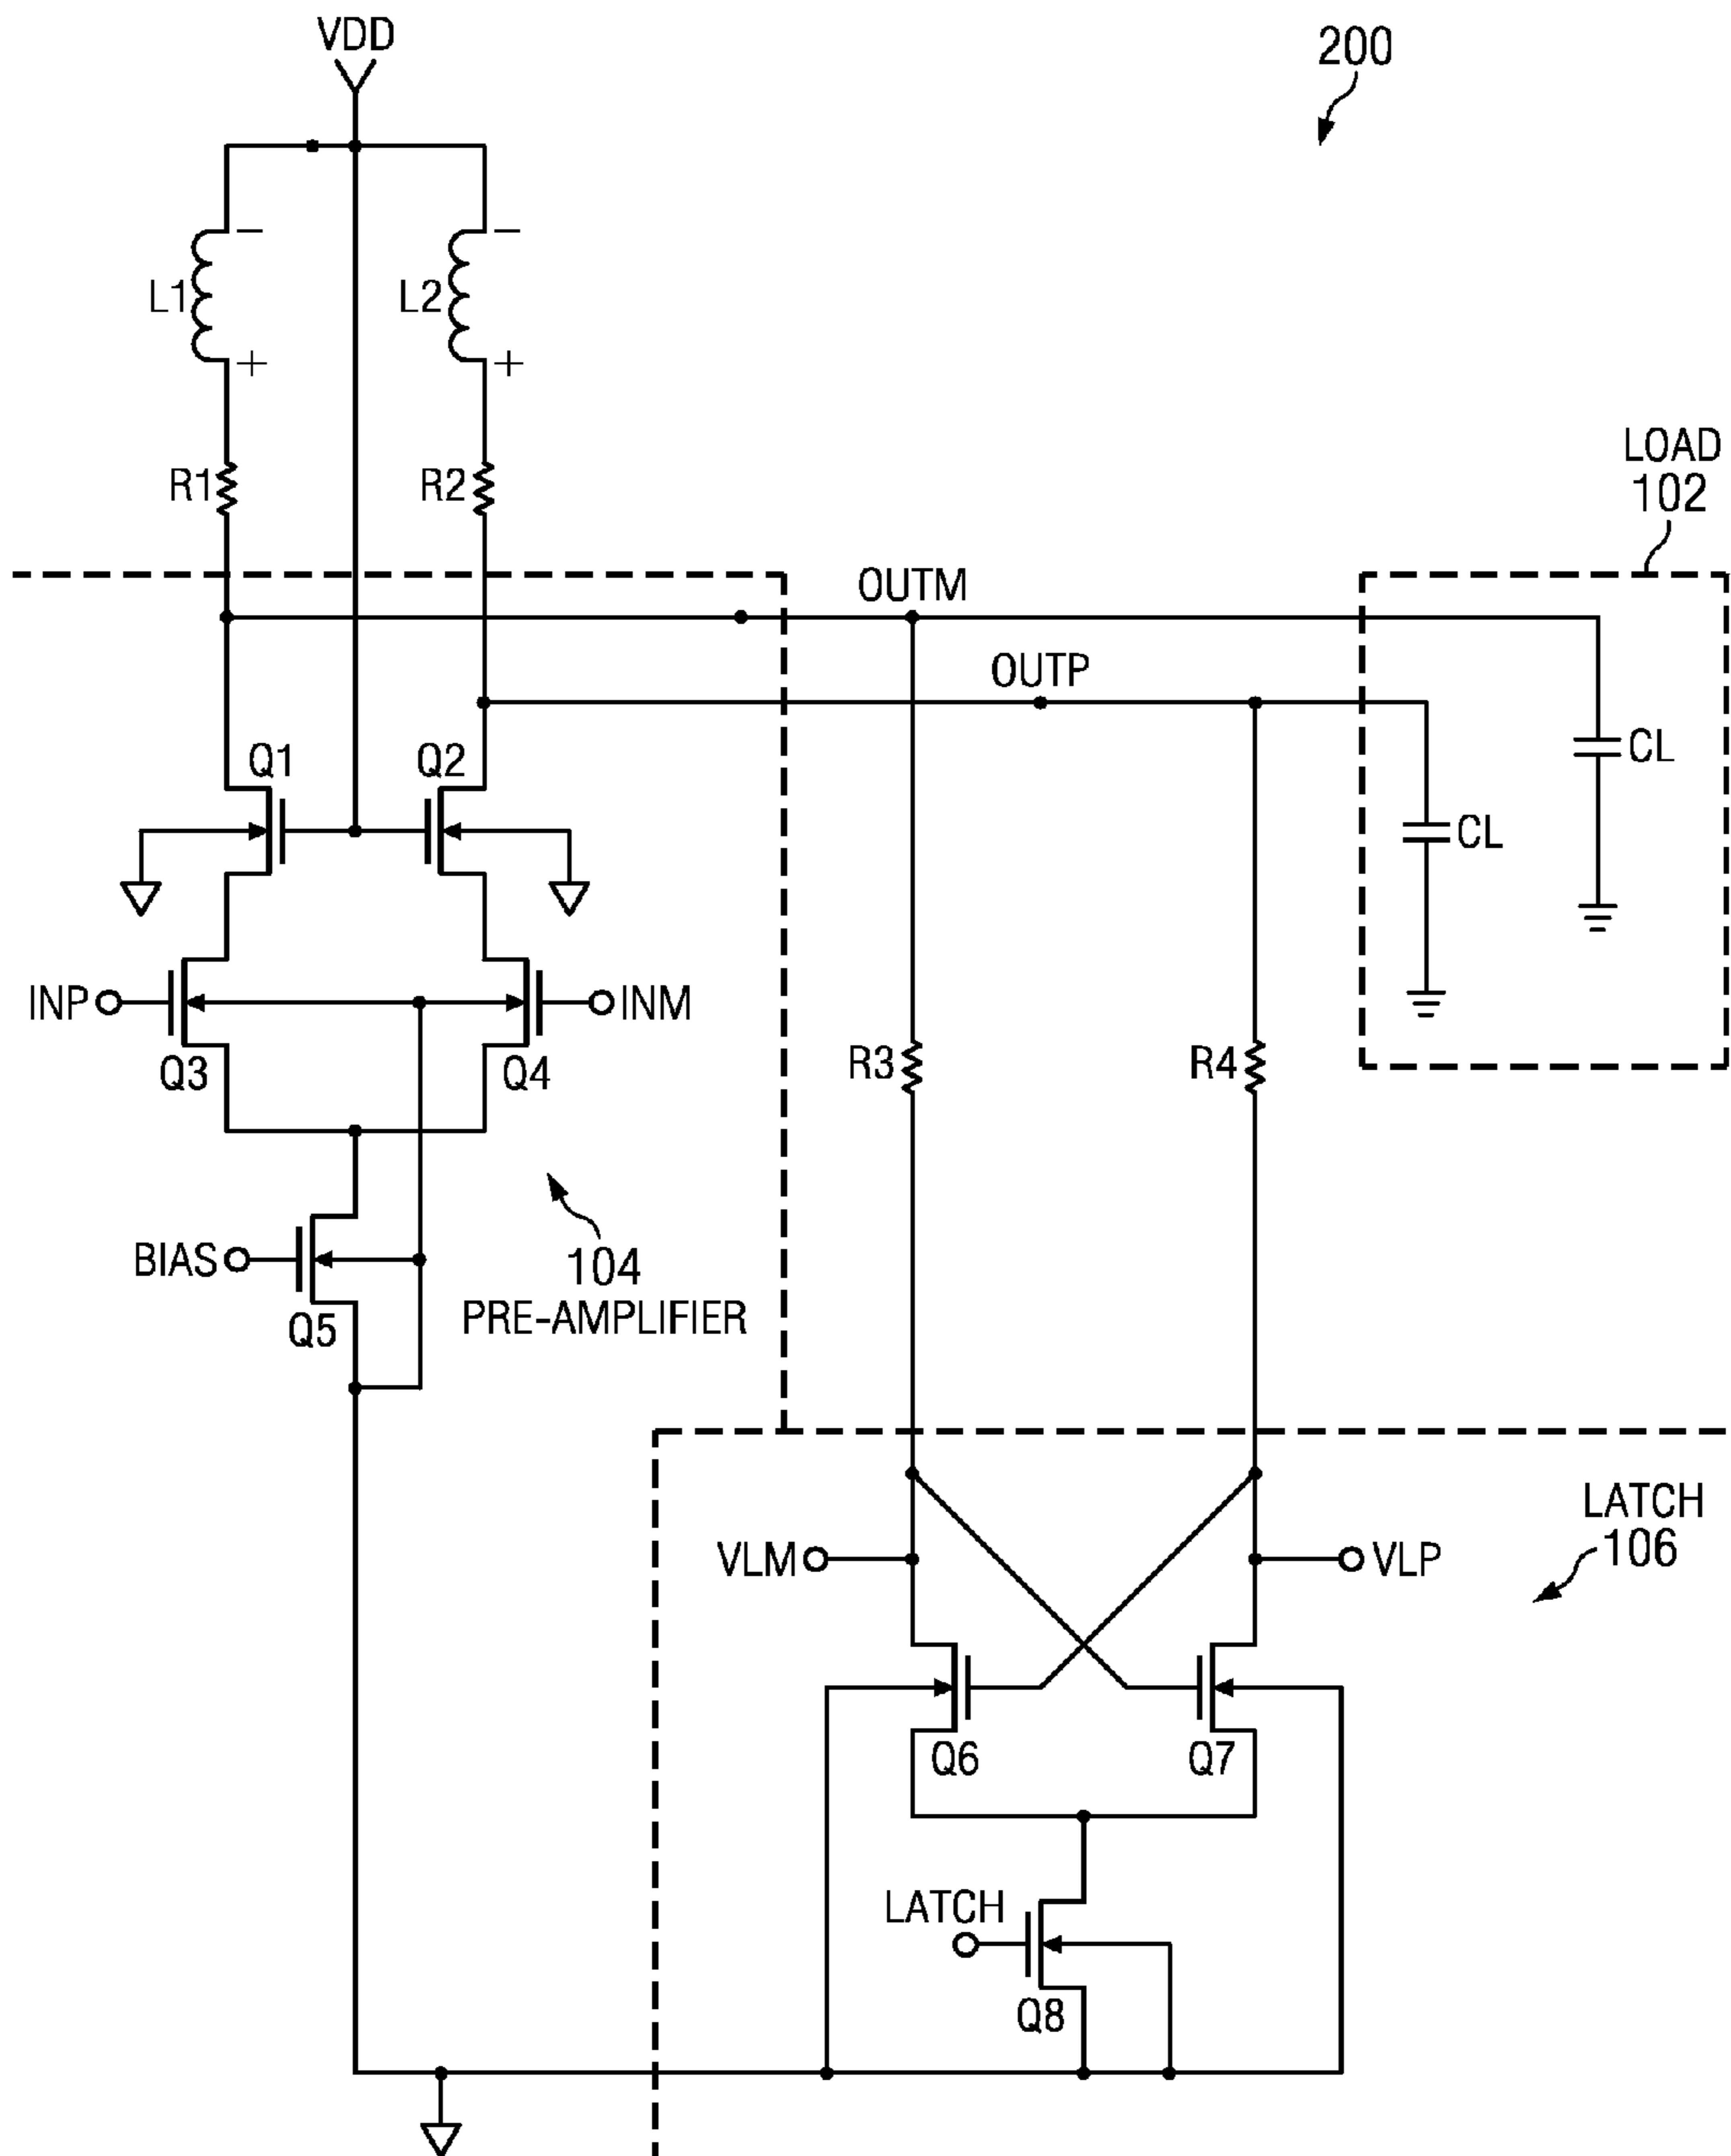 VDD
200
− −
L1 L2
+ +
R1 R2
LOAD
102
OUTM
OUTP
Q1 Q2
CL
CL
INP INM
Q3 Q4
R3 R4
BIAS
Q5
104
PRE-AMPLIFIER
VLM VLP
LATCH
106
Q6 Q7
LATCH
Q8